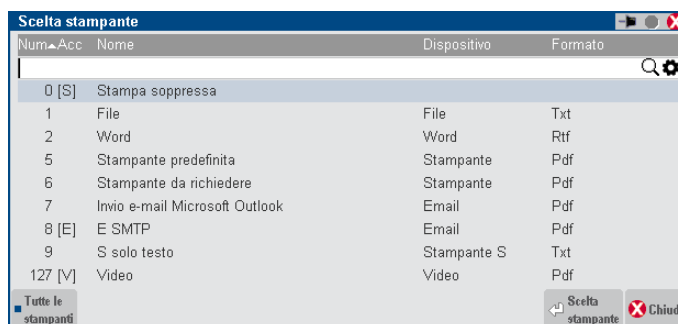 Scelta stampante
Num Acc Nome Dispositivo Formato
0 [S] Stampa soppressa
1 File File Txt
2 Word Word Rtf
5 Stampante predefinita Stampante Pdf
6 Stampante da richiedere Stampante Pdf
7 Invio e-mail Microsoft Outlook Email Pdf
8 [E] E SMTP Email Pdf
9 S solo testo Stampante S Txt
127 [V] Video Video Pdf
Tutte le
stampanti
Scelta
stampante
Chiud